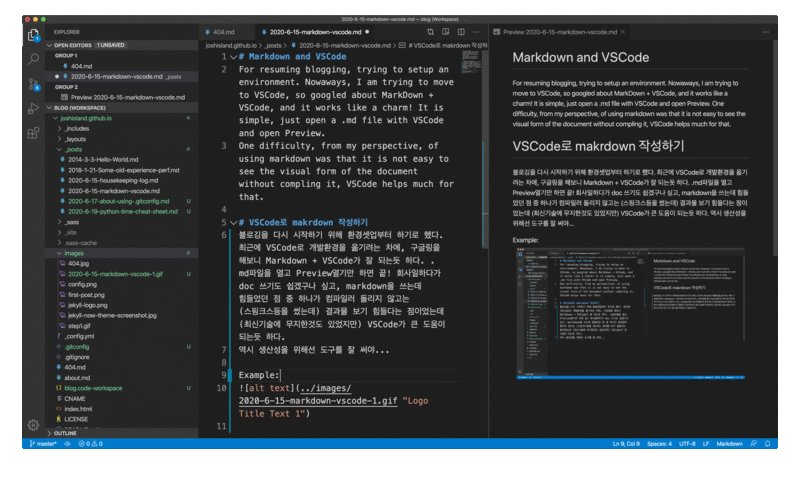 2020-6-15-markdown-vscode.md — blog (Workspace)
EXPLORER
OPEN EDITORS 1 UNSAVED
GROUP 1
404.md
2020-6-15-markdown-vscode.md _posts
GROUP 2
Preview 2020-6-15-markdown-vscode.md
BLOG (WORKSPACE)
joshisland.github.io
_includes
_layouts
_posts
2014-3-3-Hello-World.md
2018-1-21-Some-old-experience-perf.md
2020-6-15-housekeeping-log.md
2020-6-15-markdown-vscode.md
2020-6-17-about-using-.gitconfig.md U
2020-6-19-python-time-cheat-sheet.md U
_sass
_site
.sass-cache
images
404.jpg
2020-6-15-markdown-vscode-1.gif U
config.png
first-post.png
jekyll-logo.png
jekyll-now-theme-screenshot.jpg
step1.gif
_config.yml
.gitconfig U
.gitignore
404.md
about.md
blog.code-workspace U
CNAME
index.html
LICENSE
OUTLINE
404.md
2020-6-15-markdown-vscode.md
joshisland.github.io > _posts > 2020-6-15-markdown-vscode.md > # VSCode로 makrdown 작성하
1 # Markdown and VSCode
2 For resuming blogging, trying to setup an
environment. Nowaways, I am trying to move
to VSCode, so googled about MarkDown +
VSCode, and it works like a charm! It is
simple, just open a .md file with VSCode
and open Preview.
3 One difficulty, from my perspective, of
using markdown was that it is not easy to
see the visual form of the document
without compling it, VSCode helps much for
that.
4
5 # VSCode로 makrdown 작성하기
6 블로깅을 다시 시작하기 위해 환경셋업부터 하기로 했다.
최근에 VSCode로 개발환경을 옮기려는 차에, 구글링을
해보니 Markdown + VSCode가 잘 되는듯 하다. .
md파일을 열고 Preview열기만 하면 끝! 회사일하다가
doc 쓰기도 쉽겠구나 싶고, markdown을 쓰는데
힘들었던 점 중 하나가 컴파일러 돌리지 않고는
(스핑크스등을 썼는데) 결과를 보기 힘들다는 점이었는데
(최신기술에 무지한것도 있었지만) VSCode가 큰 도움이
되는듯 하다.
7 역시 생산성을 위해선 도구를 잘 써야...
8
9 Example:
10 ![alt text](../images/
2020-6-15-markdown-vscode-1.gif "Logo
Title Text 1")
11
Preview 2020-6-15-markdown-vscode.md
Markdown and VSCode
For resuming blogging, trying to setup an environment. Nowaways, I am trying to
move to VSCode, so googled about MarkDown + VSCode, and it works like a
charm! It is simple, just open a .md file with VSCode and open Preview. One
difficulty, from my perspective, of using markdown was that it is not easy to see the
visual form of the document without compling it, VSCode helps much for that.
VSCode로 makrdown 작성하기
블로깅을 다시 시작하기 위해 환경셋업부터 하기로 했다. 최근에 VSCode로 개발환경을 옮기
려는 차에, 구글링을 해보니 Markdown + VSCode가 잘 되는듯 하다. .md파일을 열고
Preview열기만 하면 끝! 회사일하다가 doc 쓰기도 쉽겠구나 싶고, markdown을 쓰는데 힘들
었던 점 중 하나가 컴파일러 돌리지 않고는 (스핑크스등을 썼는데) 결과를 보기 힘들다는 점이
었는데 (최신기술에 무지한것도 있었지만) VSCode가 큰 도움이 되는듯 하다. 역시 생산성을 위
해선 도구를 잘 써야...
Example:
Markdown and VSCode
VSCode로 makrdown 작성하기
master* 0 0
Ln 9, Col 9 Spaces: 4 UTF-8 LF Markdown